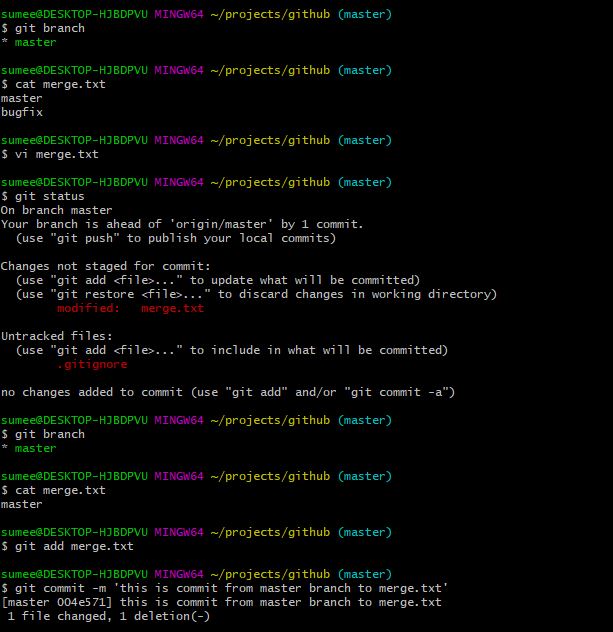 sumee@DESKTOP-HJBDPVU MINGW64 ~/projects/github (master)
$ git branch
* master
sumee@DESKTOP-HJBDPVU MINGW64 ~/projects/github (master)
$ cat merge.txt
master
bugfix
sumee@DESKTOP-HJBDPVU MINGW64 ~/projects/github (master)
$ vi merge.txt
sumee@DESKTOP-HJBDPVU MINGW64 ~/projects/github (master)
$ git status
On branch master
Your branch is ahead of 'origin/master' by 1 commit.
  (use "git push" to publish your local commits)
Changes not staged for commit:
  (use "git add <file>..." to update what will be committed)
  (use "git restore <file>..." to discard changes in working directory)
        modified:   merge.txt
Untracked files:
  (use "git add <file>..." to include in what will be committed)
        .gitignore
no changes added to commit (use "git add" and/or "git commit -a")
sumee@DESKTOP-HJBDPVU MINGW64 ~/projects/github (master)
$ git branch
* master
sumee@DESKTOP-HJBDPVU MINGW64 ~/projects/github (master)
$ cat merge.txt
master
sumee@DESKTOP-HJBDPVU MINGW64 ~/projects/github (master)
$ git add merge.txt
sumee@DESKTOP-HJBDPVU MINGW64 ~/projects/github (master)
$ git commit -m 'this is commit from master branch to merge.txt'
[master 004e571] this is commit from master branch to merge.txt
 1 file changed, 1 deletion(-)